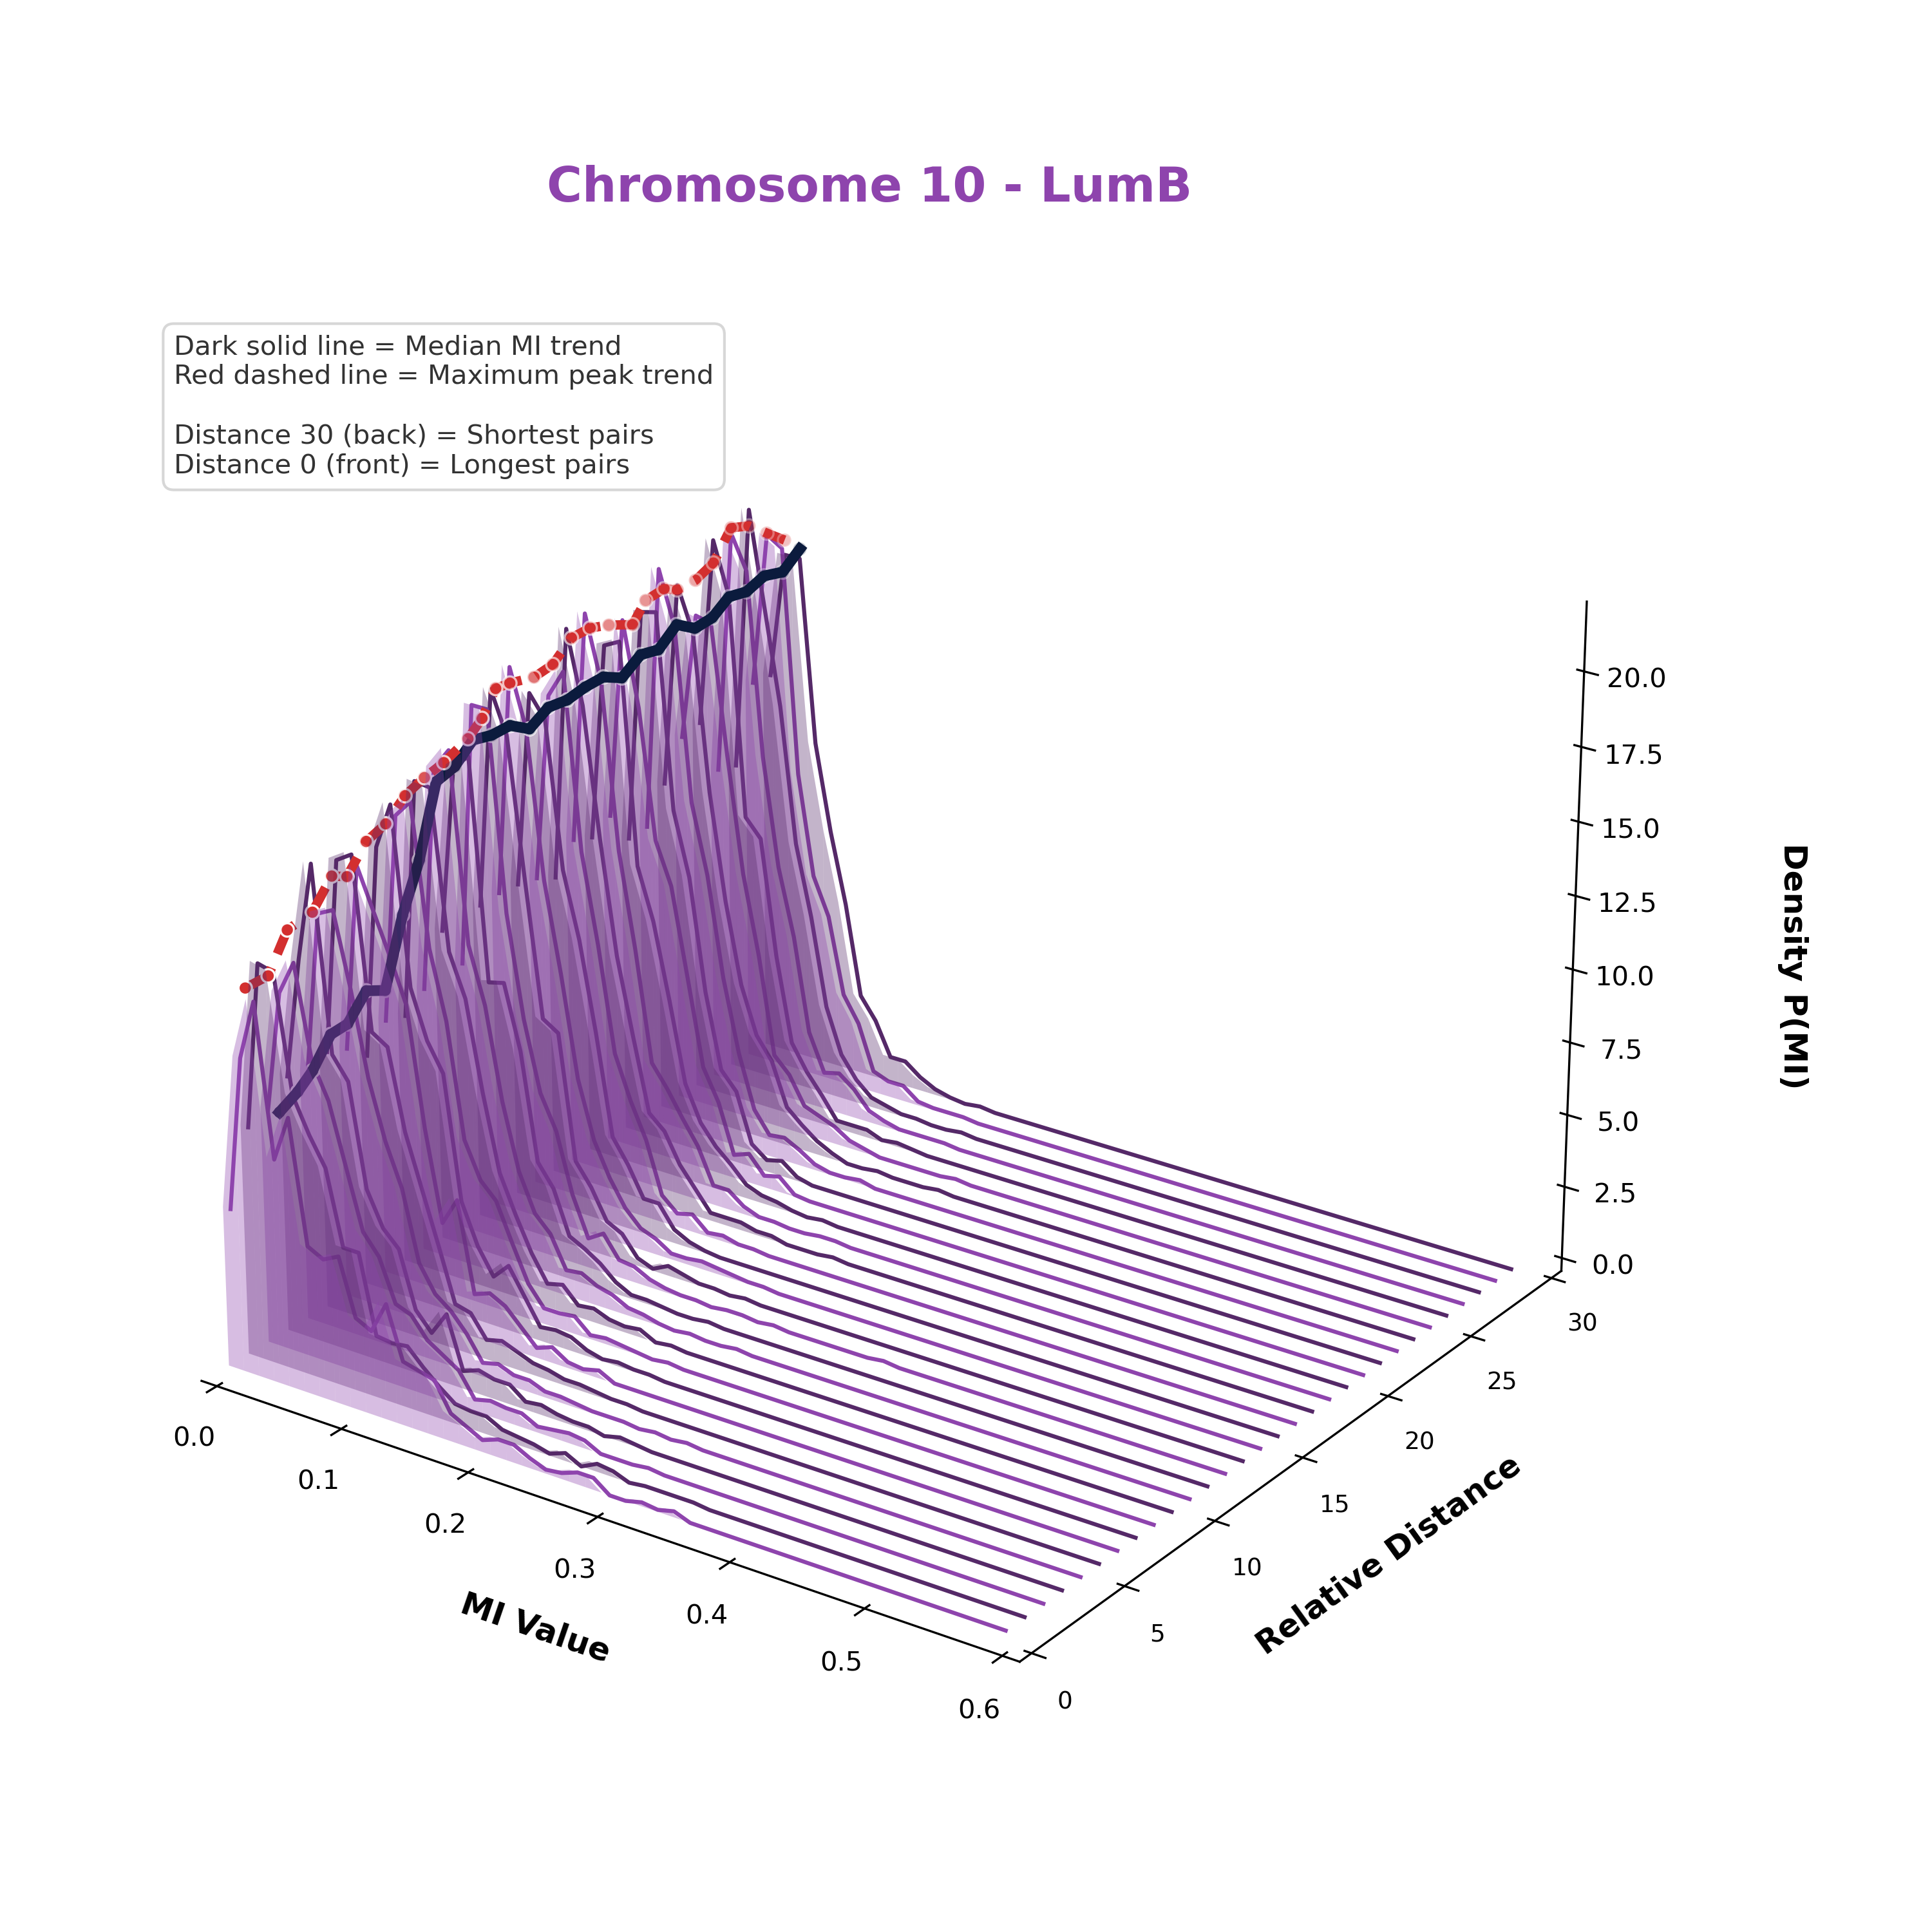 Chromosome 10 - LumB
Dark solid line = Median MI trend
Red dashed line = Maximum peak trend
Distance 30 (back) = Shortest pairs
Distance 0 (front) = Longest pairs
20.0
17.5
15.0
12.5
10.0
7.5
5.0
2.5
0.0
Density P(MI)
30
25
20
15
10
5
0
Relative Distance
0.0
0.1
0.2
0.3
0.4
0.5
0.6
MI Value